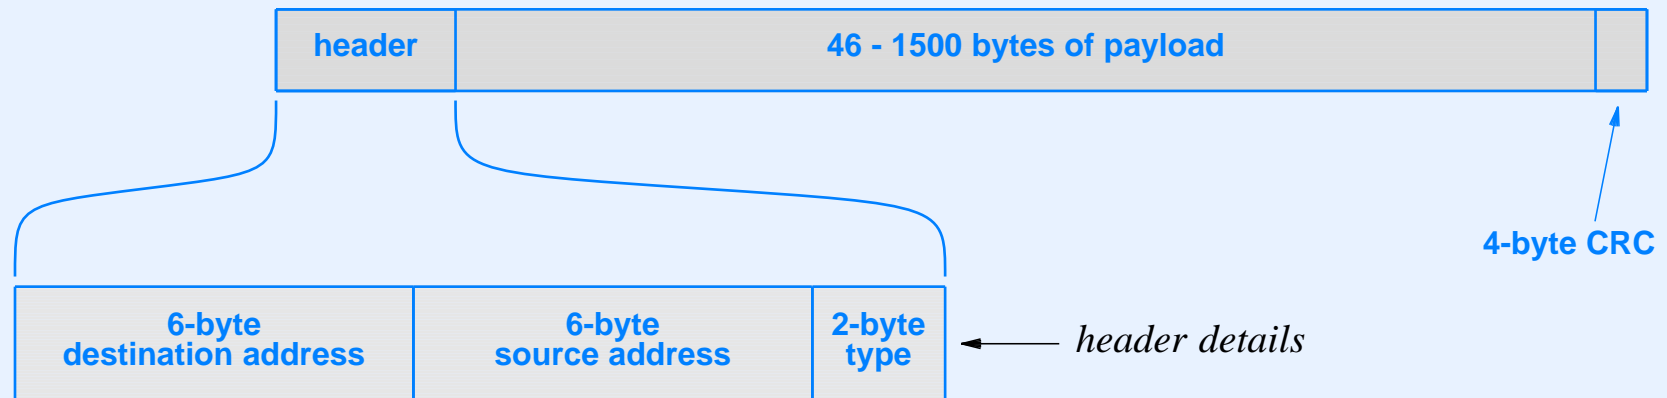 header
46 - 1500 bytes of payload
4-byte CRC
6-byte
destination address
6-byte
source address
2-byte
type
header details